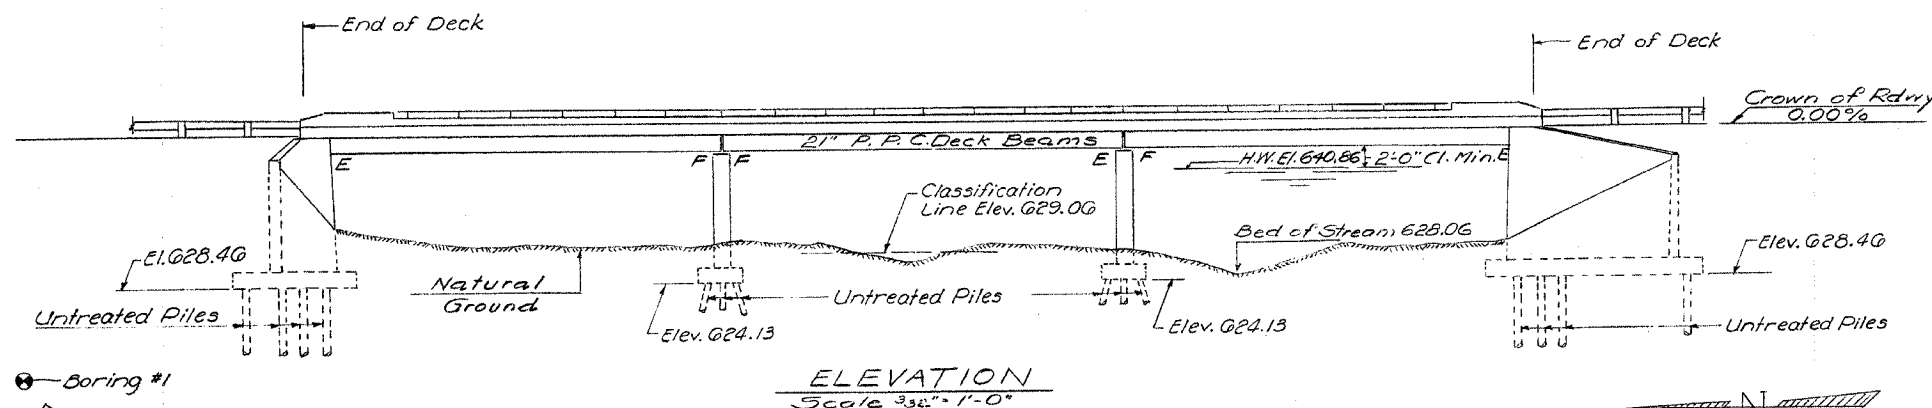 End of Deck
End of Deck
Crown of Rdwy
0.00%
21" P. P. C. Deck Beams
E
F F
E F
H.W. El. 640.86
2'-0" Cl. Min.
E
Classification
Line Elev. 629.06
Bed of Stream 628.06
El. 628.46
Elev. 628.46
Natural
Ground
Untreated Piles
Untreated Piles
Untreated Piles
Elev. 624.13
Elev. 624.13
Boring #1
ELEVATION
Scale 3/32" = 1'-0"
N